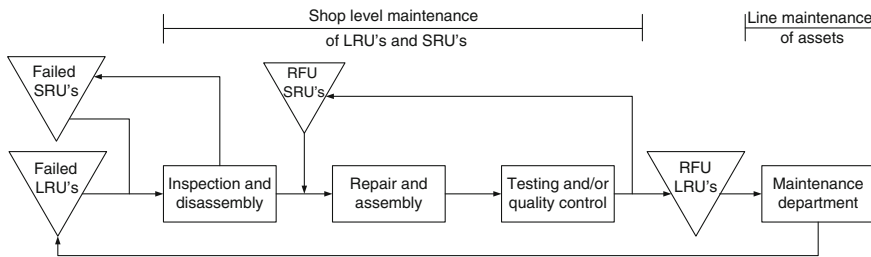 Shop level maintenance
of LRU's and SRU's
Line maintenance
of assets
Failed
SRU's
RFU
SRU's
Failed
LRU's
Inspection and
disassembly
Repair and
assembly
Testing and/or
quality control
RFU
LRU's
Maintenance
department